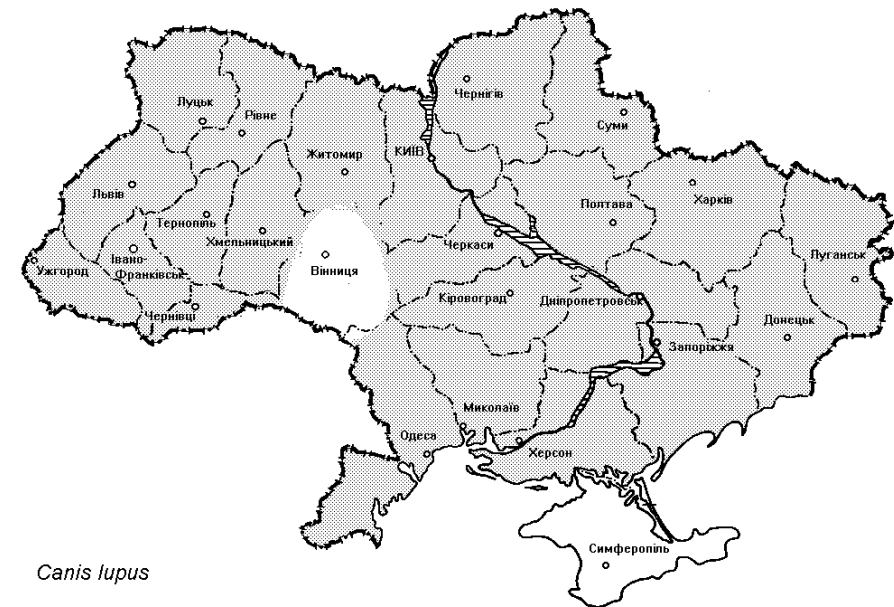 Чернігів
Луцьк
Рівне
Суми
Житомир
КИЇВ
Львів
Полтава
Харків
Тернопіль
Хмельницький
Черкаси
Івано-
Франківськ
Ужгород
Вінниця
Луганськ
Кіровоград
Дніпропетровськ
Чернівці
Донецьк
Запоріжжя
Миколаїв
Одеса
Херсон
Симферопіль
Canis lupus